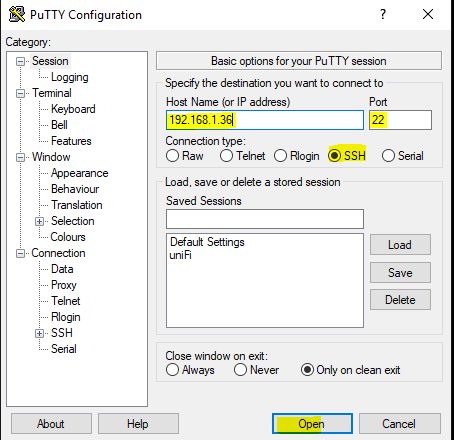 PuTTY Configuration
? ×
Category:
Session
Logging
Terminal
Keyboard
Bell
Features
Window
Appearance
Behaviour
Translation
Selection
Colours
Connection
Data
Proxy
Telnet
Rlogin
SSH
Serial
Basic options for your PuTTY session
Specify the destination you want to connect to
Host Name (or IP address) Port
192.168.1.36 22
Connection type:
Raw Telnet Rlogin SSH Serial
Load, save or delete a stored session
Saved Sessions
Default Settings
uniFi
Load
Save
Delete
Close window on exit:
Always Never Only on clean exit
About Help Open Cancel